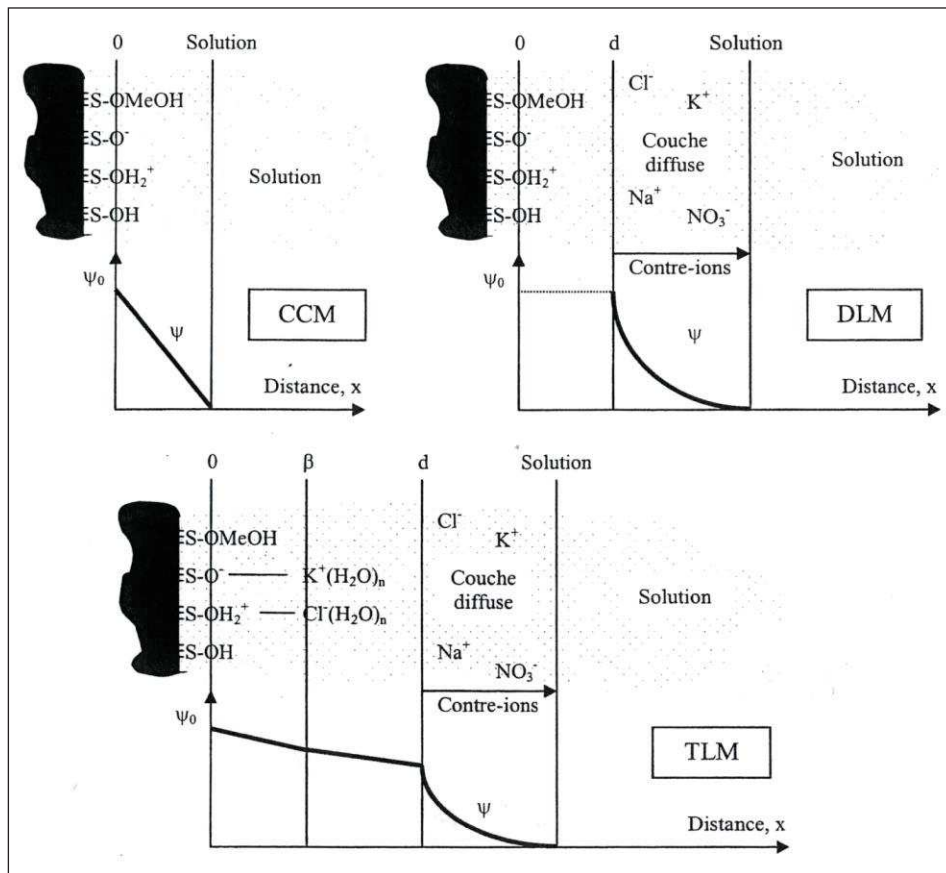 0 Solution
≡S-OMeOH
≡S-O⁻
≡S-OH₂⁺
≡S-OH
Solution
Ψ₀
Ψ
CCM
Distance, x
0 d Solution
≡S-OMeOH
≡S-O⁻
≡S-OH₂⁺
≡S-OH
Cl⁻
K⁺
Couche
diffuse
Na⁺
NO₃⁻
Solution
Contre-ions
Ψ₀
Ψ
DLM
Distance, x
0 β d Solution
≡S-OMeOH
≡S-O⁻ K⁺(H₂O)ₙ
≡S-OH₂⁺ Cl⁻(H₂O)ₙ
≡S-OH
Cl⁻
K⁺
Couche
diffuse
Na⁺
NO₃⁻
Solution
Contre-ions
Ψ₀
Ψ
TLM
Distance, x